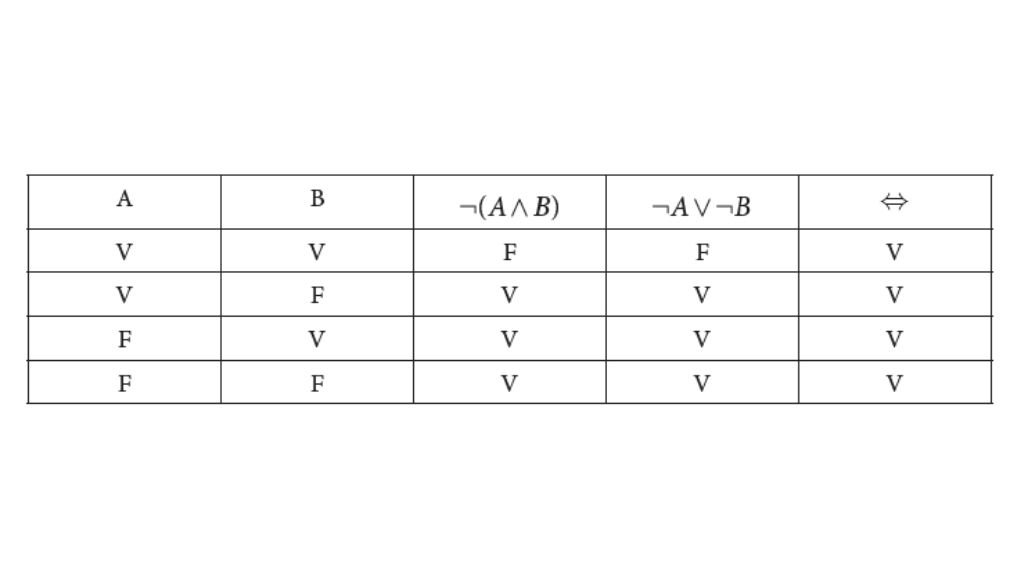 A B ¬(A∧B) ¬A∨¬B ⇔
V V F F V
V F V V V
F V V V V
F F V V V